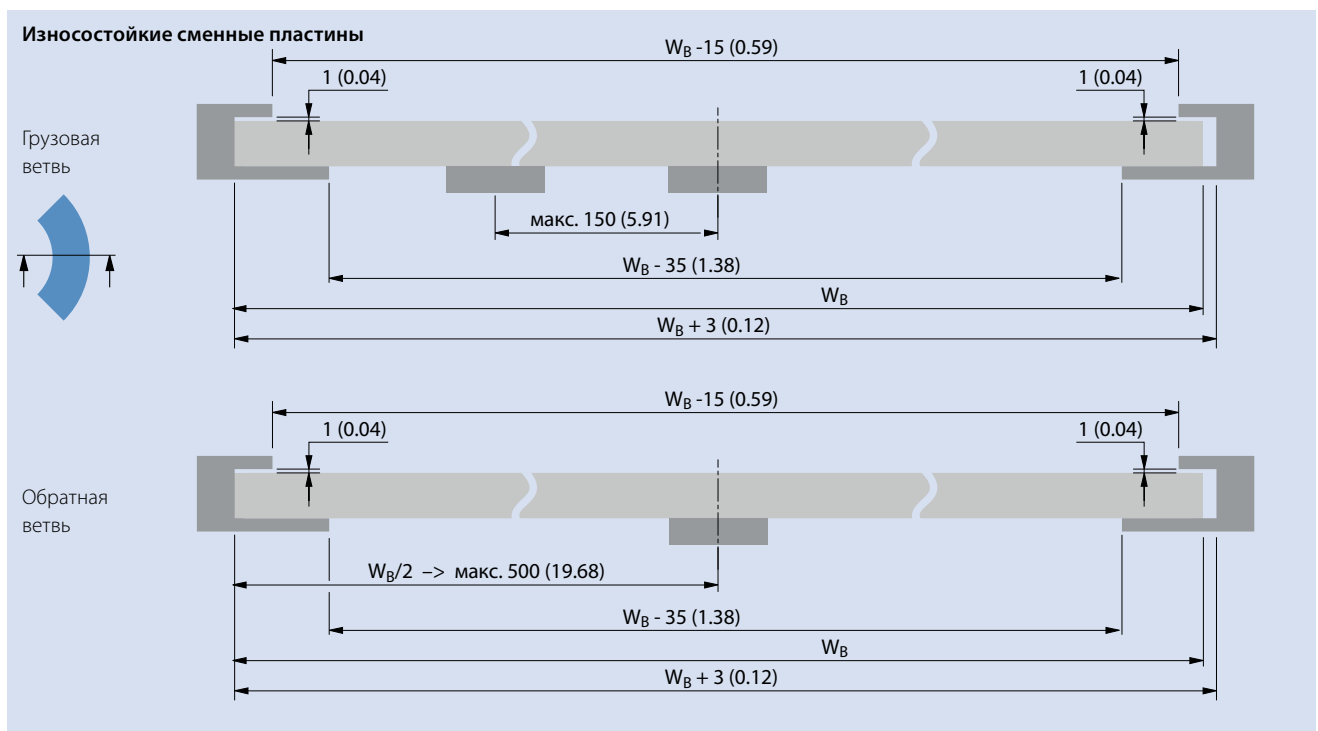 Износостойкие сменные пластины
W_B -15 (0.59)
1 (0.04)
1 (0.04)
Грузовая
ветвь
макс. 150 (5.91)
W_B - 35 (1.38)
W_B
W_B + 3 (0.12)
W_B -15 (0.59)
1 (0.04)
1 (0.04)
Обратная
ветвь
W_B/2 –> макс. 500 (19.68)
W_B - 35 (1.38)
W_B
W_B + 3 (0.12)